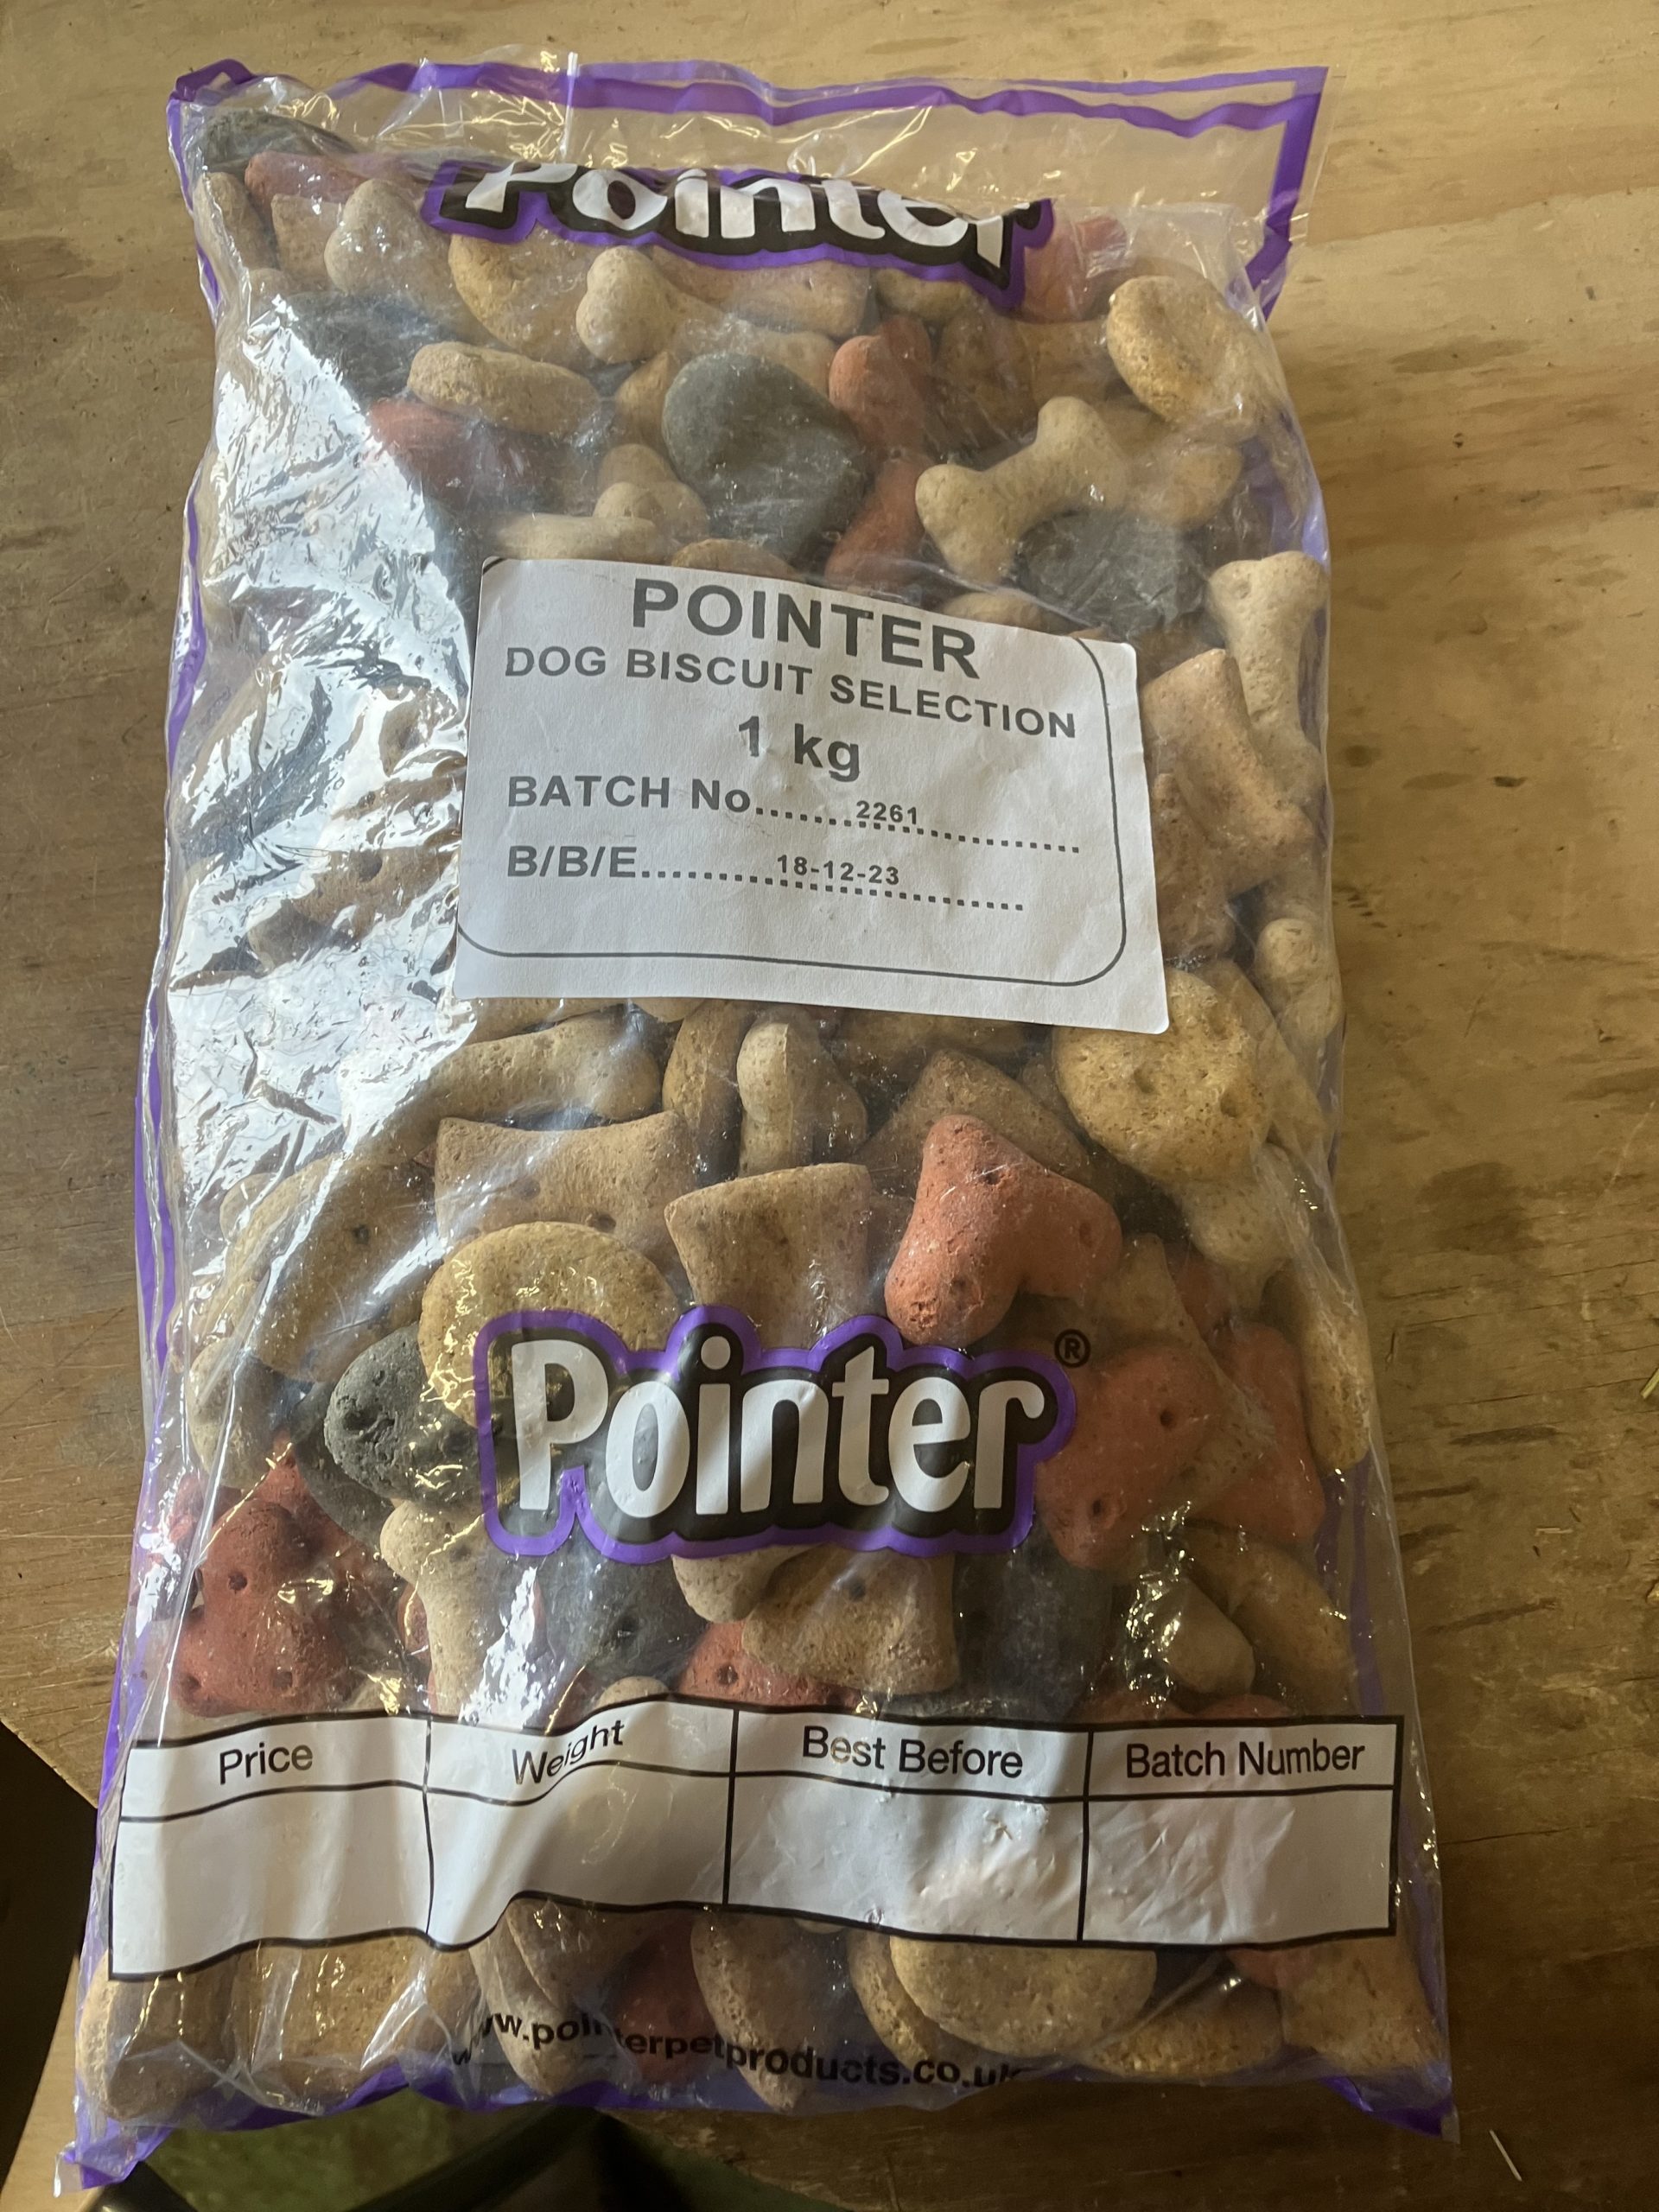 Pointer
POINTER
DOG BISCUIT SELECTION
1 kg
BATCH No...... 2261 ..................
B/B/E......... 18-12-23 ..................
Pointer®
Price Weight Best Before Batch Number
www.pointerpetproducts.co.uk